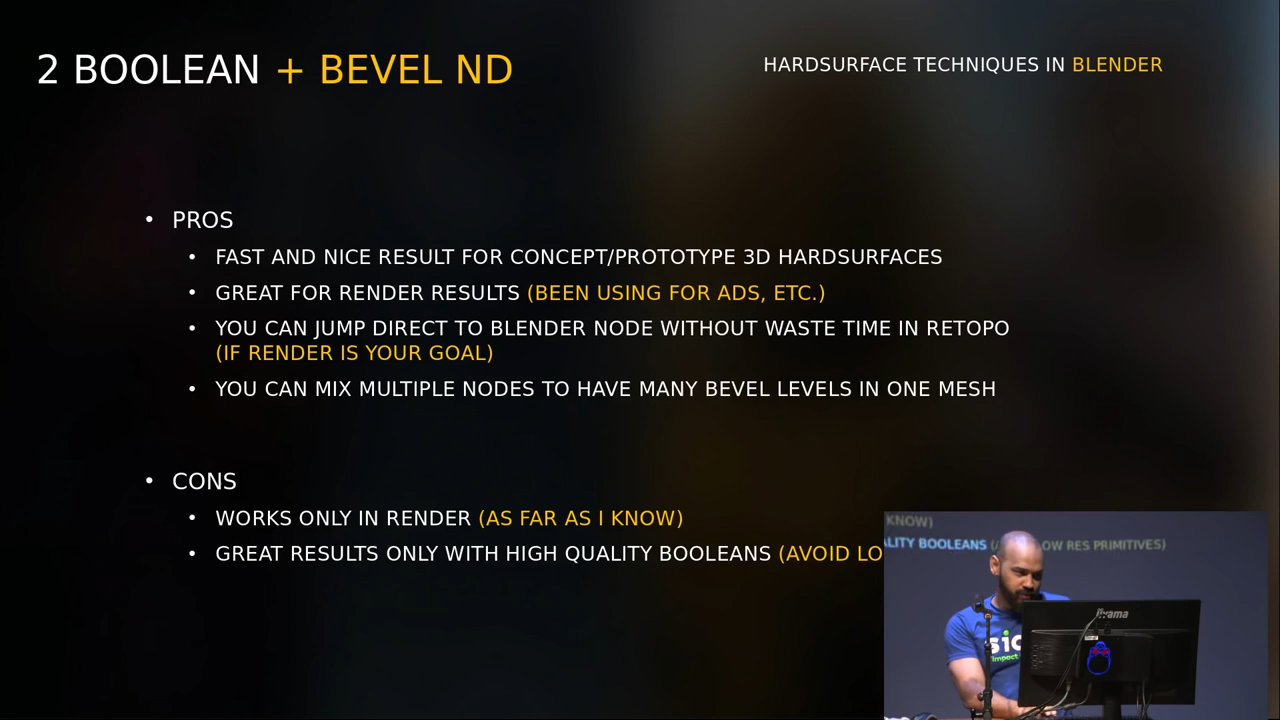 2 BOOLEAN + BEVEL ND
HARDSURFACE TECHNIQUES IN BLENDER
• PROS
• FAST AND NICE RESULT FOR CONCEPT/PROTOTYPE 3D HARDSURFACES
• GREAT FOR RENDER RESULTS (BEEN USING FOR ADS, ETC.)
• YOU CAN JUMP DIRECT TO BLENDER NODE WITHOUT WASTE TIME IN RETOPO
(IF RENDER IS YOUR GOAL)
• YOU CAN MIX MULTIPLE NODES TO HAVE MANY BEVEL LEVELS IN ONE MESH
• CONS
• WORKS ONLY IN RENDER (AS FAR AS I KNOW)
• GREAT RESULTS ONLY WITH HIGH QUALITY BOOLEANS (AVOID LO
KNOW)
ALITY BOOLEANS LOW RES PRIMITIVES)
iiyama
sio
Impact